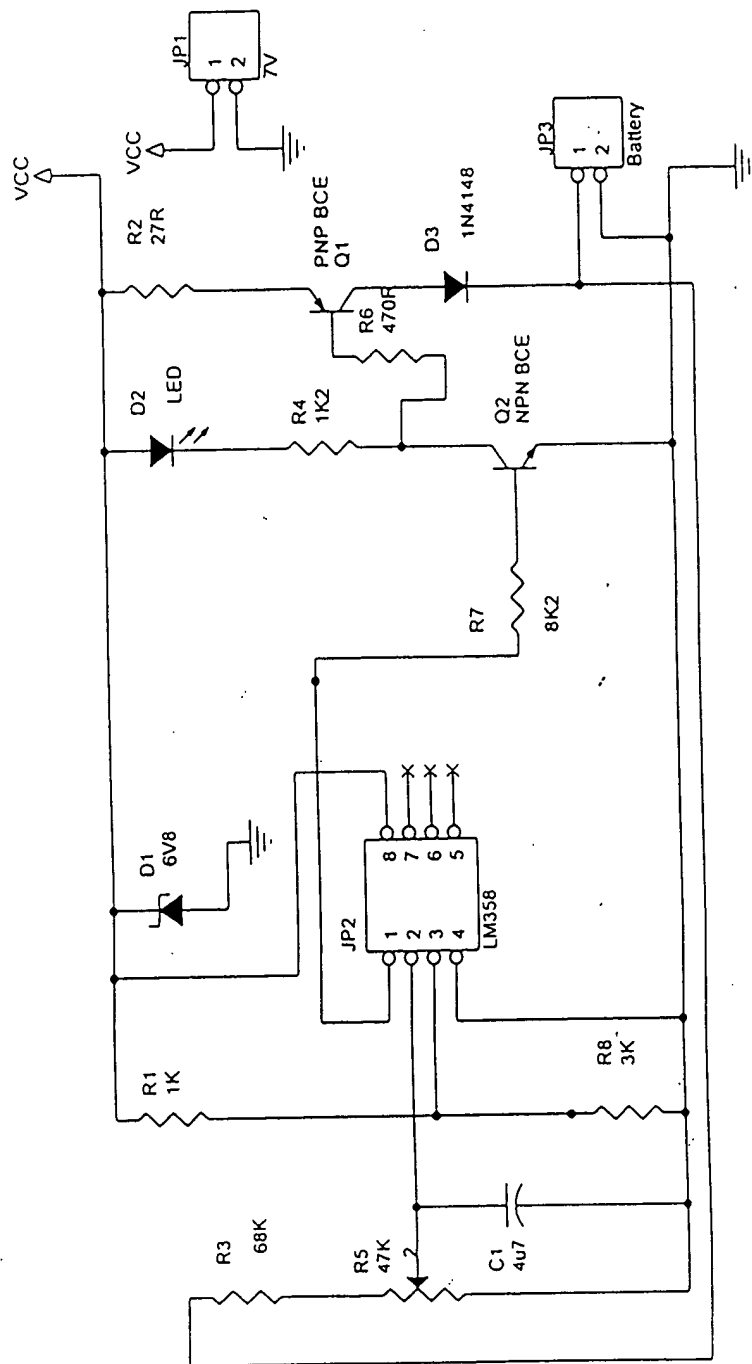 VCC
JP1
1
2
7V
VCC
R2
27R
JP3
1
2
Battery
PNP BCE
Q1
D3
1N4148
R6
470R
D2
LED
R4
1K2
Q2
NPN BCE
R7
8K2
D1
6V8
JP2
1
2
3
4
8
7
6
5
LM358
R1
1K
R8
3K
R3
68K
R5
47K
2
C1
4u7